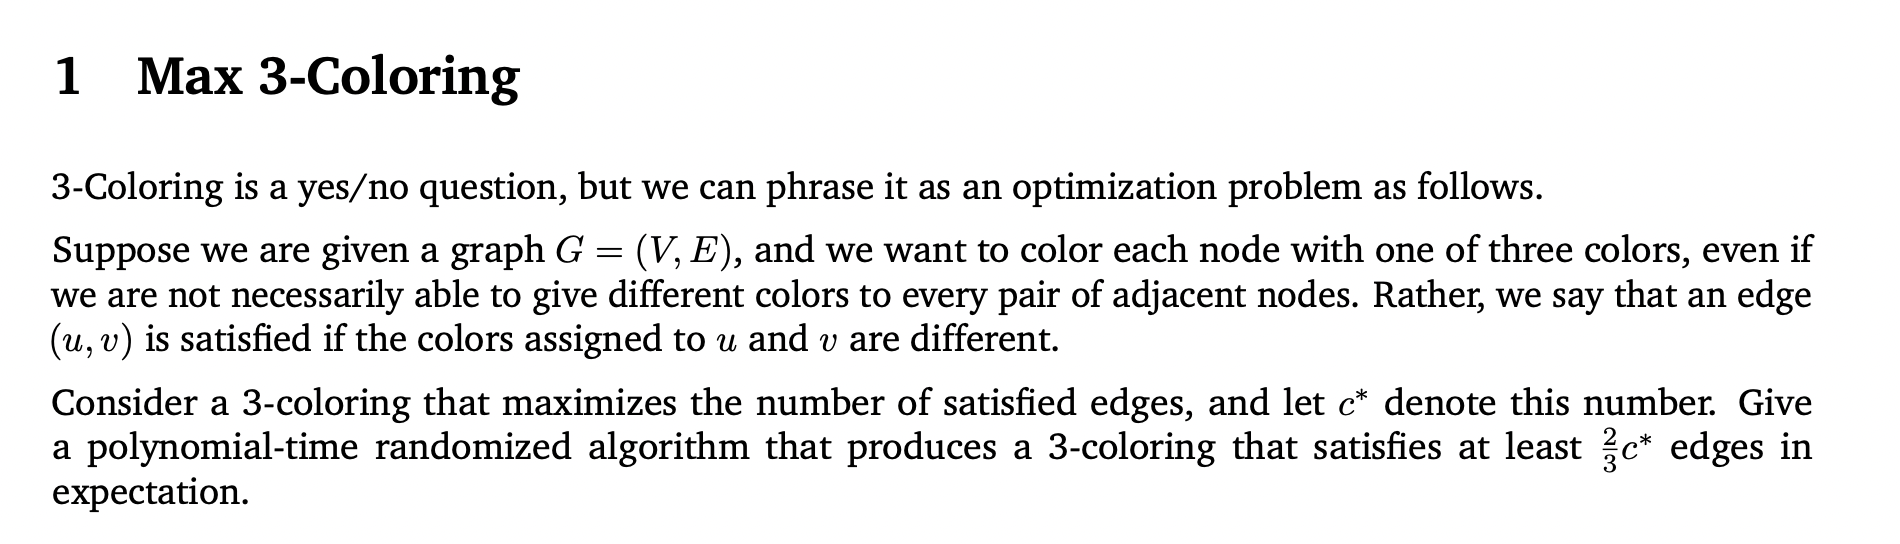 1 Max 3-Coloring
3-Coloring is a yes/no question, but we can phrase it as an optimization problem as follows.
Suppose we are given a graph G = (V, E), and we want to color each node with one of three colors, even if
we are not necessarily able to give different colors to every pair of adjacent nodes. Rather, we say that an edge
(u, v) is satisfied if the colors assigned to u and v are different.
Consider a 3-coloring that maximizes the number of satisfied edges, and let c* denote this number. Give
a polynomial-time randomized algorithm that produces a 3-coloring that satisfies at least 2/3 c* edges in
expectation.